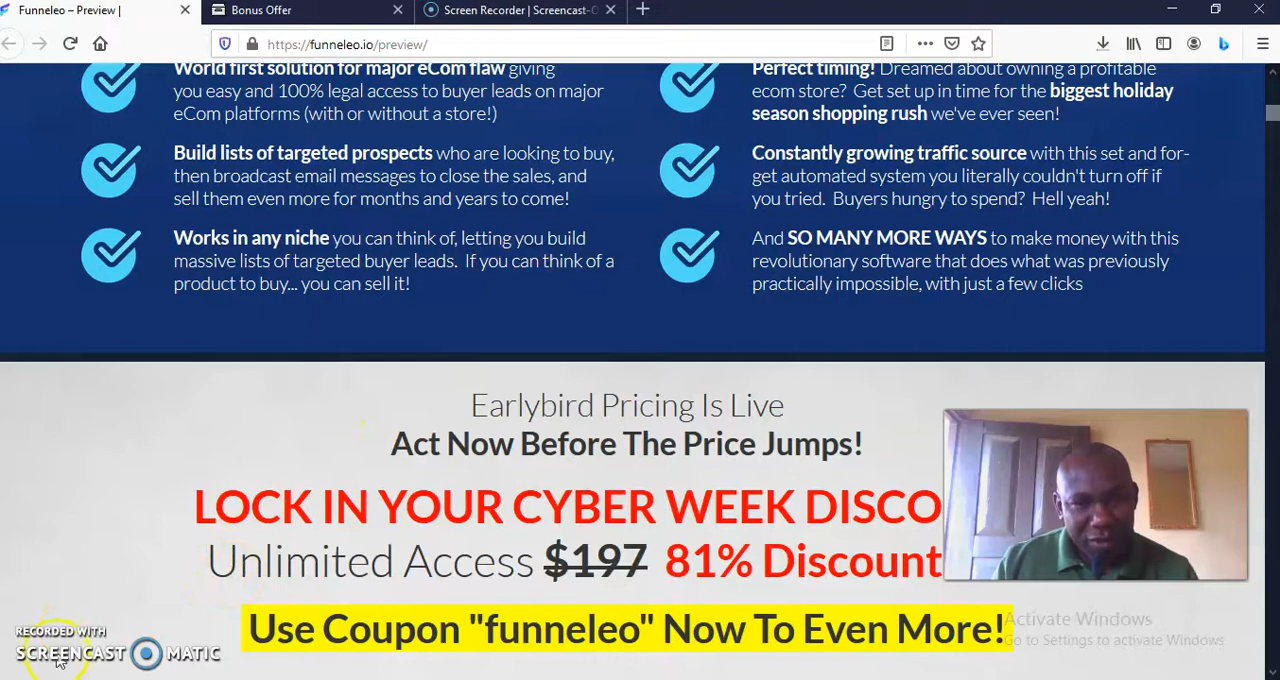 Funneleo – Preview |
Bonus Offer
Screen Recorder | Screencast-O
https://funneleo.io/preview/
World first solution for major eCom flaw giving
you easy and 100% legal access to buyer leads on major
eCom platforms (with or without a store!)
Build lists of targeted prospects who are looking to buy,
then broadcast email messages to close the sales, and
sell them even more for months and years to come!
Works in any niche you can think of, letting you build
massive lists of targeted buyer leads. If you can think of a
product to buy... you can sell it!
Perfect timing! Dreamed about owning a profitable
ecom store? Get set up in time for the biggest holiday
season shopping rush we've ever seen!
Constantly growing traffic source with this set and for-
get automated system you literally couldn't turn off if
you tried. Buyers hungry to spend? Hell yeah!
And SO MANY MORE WAYS to make money with this
revolutionary software that does what was previously
practically impossible, with just a few clicks
Earlybird Pricing Is Live
Act Now Before The Price Jumps!
LOCK IN YOUR CYBER WEEK DISCO
Unlimited Access $197 81% Discount
Use Coupon "funneleo" Now To Even More!
Activate Windows
Go to Settings to activate Windows
RECORDED WITH
SCREENCAST MATIC